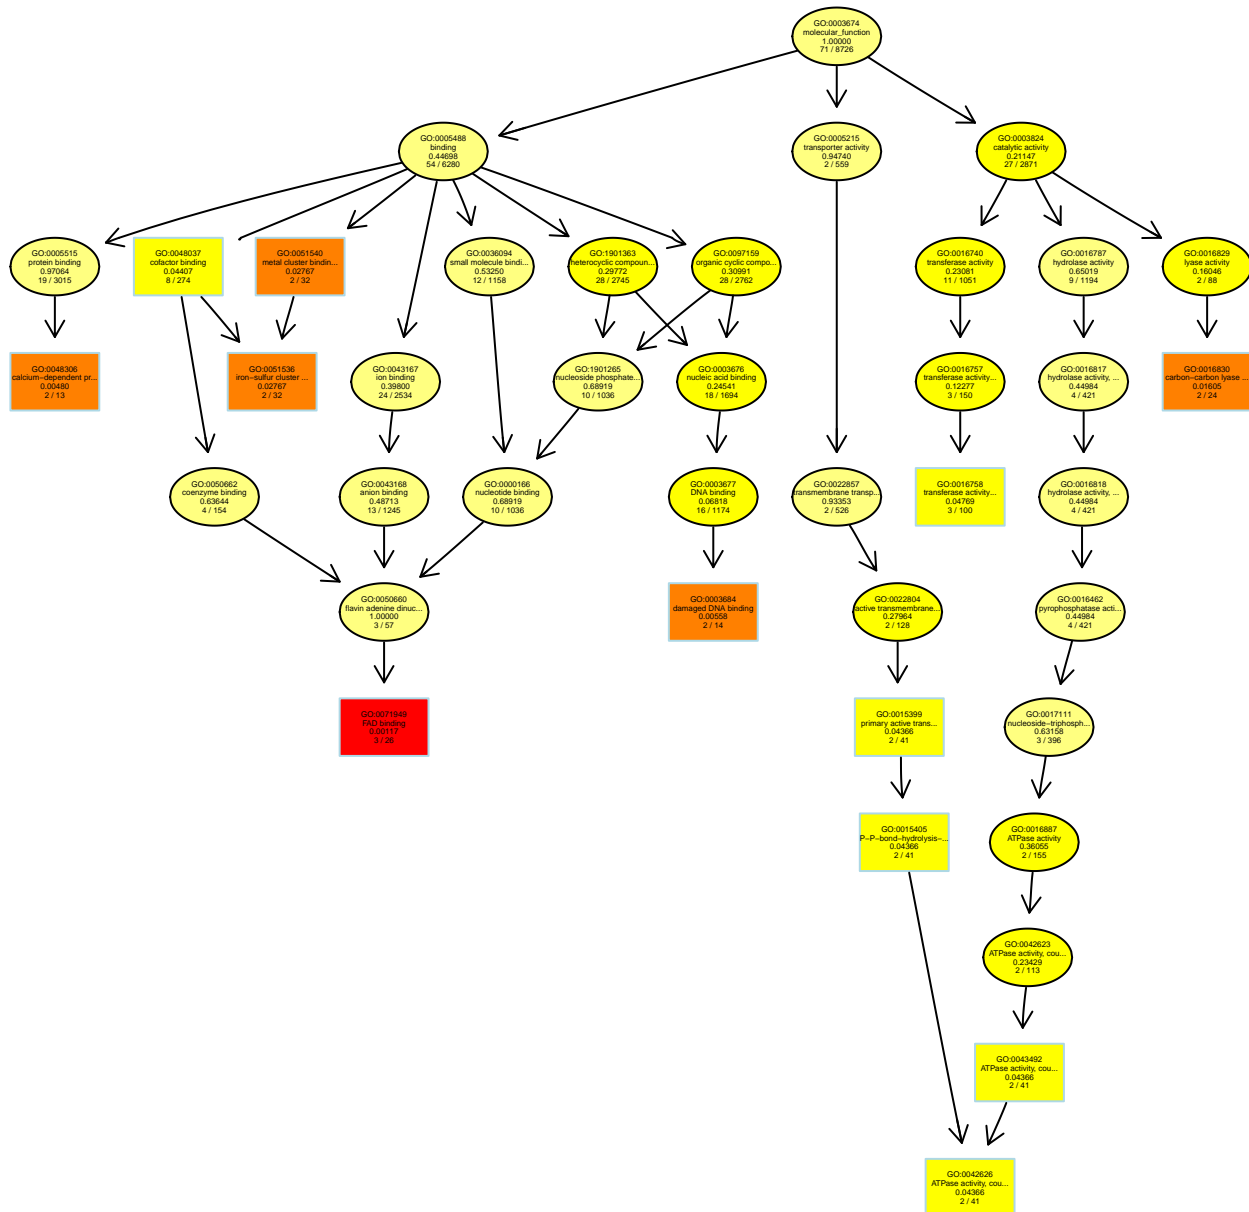 GO:0003674
molecular_function
1.00000
71 / 8726
GO:0005488
binding
0.44698
54 / 6280
GO:0005215
transporter activity
0.94740
2 / 559
GO:0003824
catalytic activity
0.21147
27 / 2871
GO:0005515
protein binding
0.97064
19 / 3015
GO:0048037
cofactor binding
0.04407
8 / 274
GO:0051540
metal cluster bindin...
0.02767
2 / 32
GO:0036094
small molecule bindi...
0.53250
12 / 1158
GO:1901363
heterocyclic compoun...
0.29772
28 / 2745
GO:0097159
organic cyclic compo...
0.30991
28 / 2762
GO:0016740
transferase activity
0.23081
11 / 1051
GO:0016787
hydrolase activity
0.65019
9 / 1194
GO:0016829
lyase activity
0.16046
2 / 88
GO:0048306
calcium−dependent pr...
0.00480
2 / 13
GO:0051536
iron−sulfur cluster ...
0.02767
2 / 32
GO:0043167
ion binding
0.39800
24 / 2534
GO:1901265
nucleoside phosphate...
0.68919
10 / 1036
GO:0003676
nucleic acid binding
0.24541
18 / 1694
GO:0016757
transferase activity...
0.12277
3 / 150
GO:0016817
hydrolase activity, ...
0.44984
4 / 421
GO:0016830
carbon−carbon lyase ...
0.01605
2 / 24
GO:0050662
coenzyme binding
0.63644
4 / 154
GO:0043168
anion binding
0.48713
13 / 1245
GO:0000166
nucleotide binding
0.68919
10 / 1036
GO:0003677
DNA binding
0.06818
16 / 1174
GO:0022857
transmembrane transp...
0.93353
2 / 526
GO:0016758
transferase activity...
0.04769
3 / 100
GO:0016818
hydrolase activity, ...
0.44984
4 / 421
GO:0050660
flavin adenine dinuc...
1.00000
3 / 57
GO:0003684
damaged DNA binding
0.00558
2 / 14
GO:0022804
active transmembrane...
0.27964
2 / 128
GO:0016462
pyrophosphatase acti...
0.44984
4 / 421
GO:0071949
FAD binding
0.00117
3 / 26
GO:0015399
primary active trans...
0.04366
2 / 41
GO:0017111
nucleoside−triphosph...
0.63158
3 / 396
GO:0015405
P−P−bond−hydrolysis−...
0.04366
2 / 41
GO:0016887
ATPase activity
0.36055
2 / 155
GO:0042623
ATPase activity, cou...
0.23429
2 / 113
GO:0043492
ATPase activity, cou...
0.04366
2 / 41
GO:0042626
ATPase activity, cou...
0.04366
2 / 41